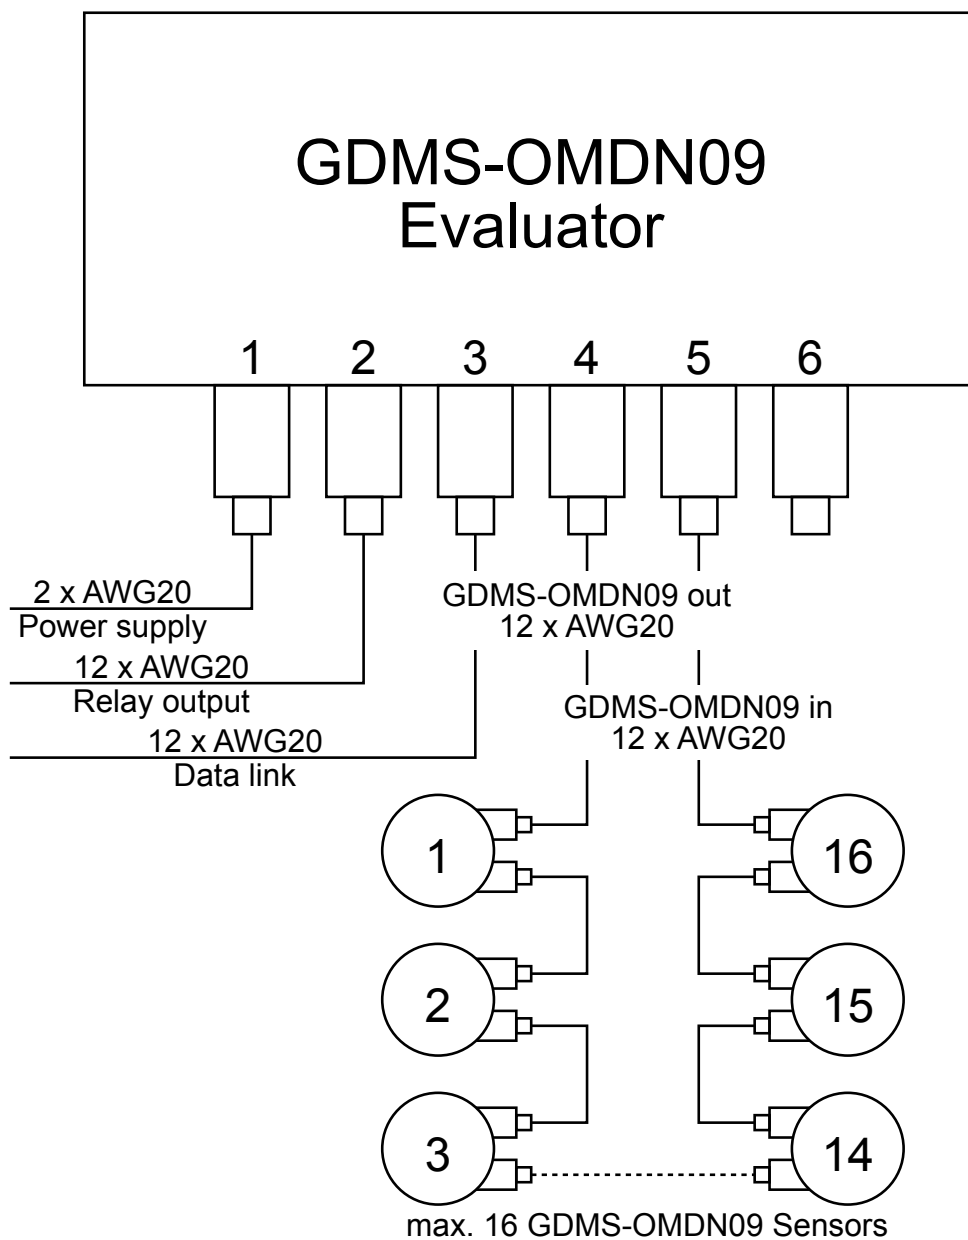 GDMS-OMDN09
Evaluator
1 2 3 4 5 6
2 x AWG20
Power supply
12 x AWG20
Relay output
12 x AWG20
Data link
GDMS-OMDN09 out
12 x AWG20
GDMS-OMDN09 in
12 x AWG20
1 16
2 15
3 14
max. 16 GDMS-OMDN09 Sensors